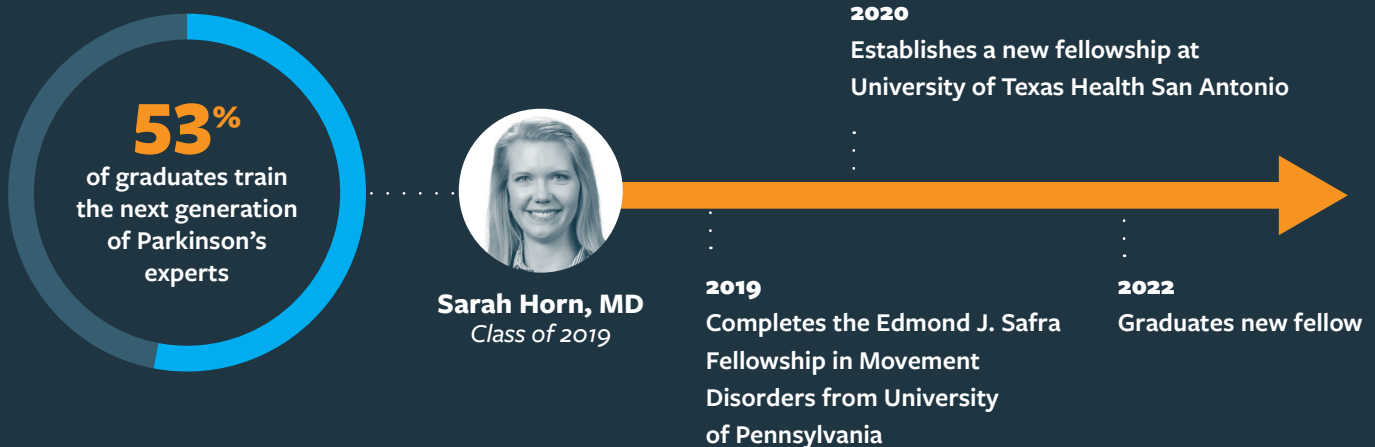 53%
of graduates train
the next generation
of Parkinson’s
experts
Sarah Horn, MD
Class of 2019
2019
Completes the Edmond J. Safra
Fellowship in Movement
Disorders from University
of Pennsylvania
2020
Establishes a new fellowship at
University of Texas Health San Antonio
2022
Graduates new fellow